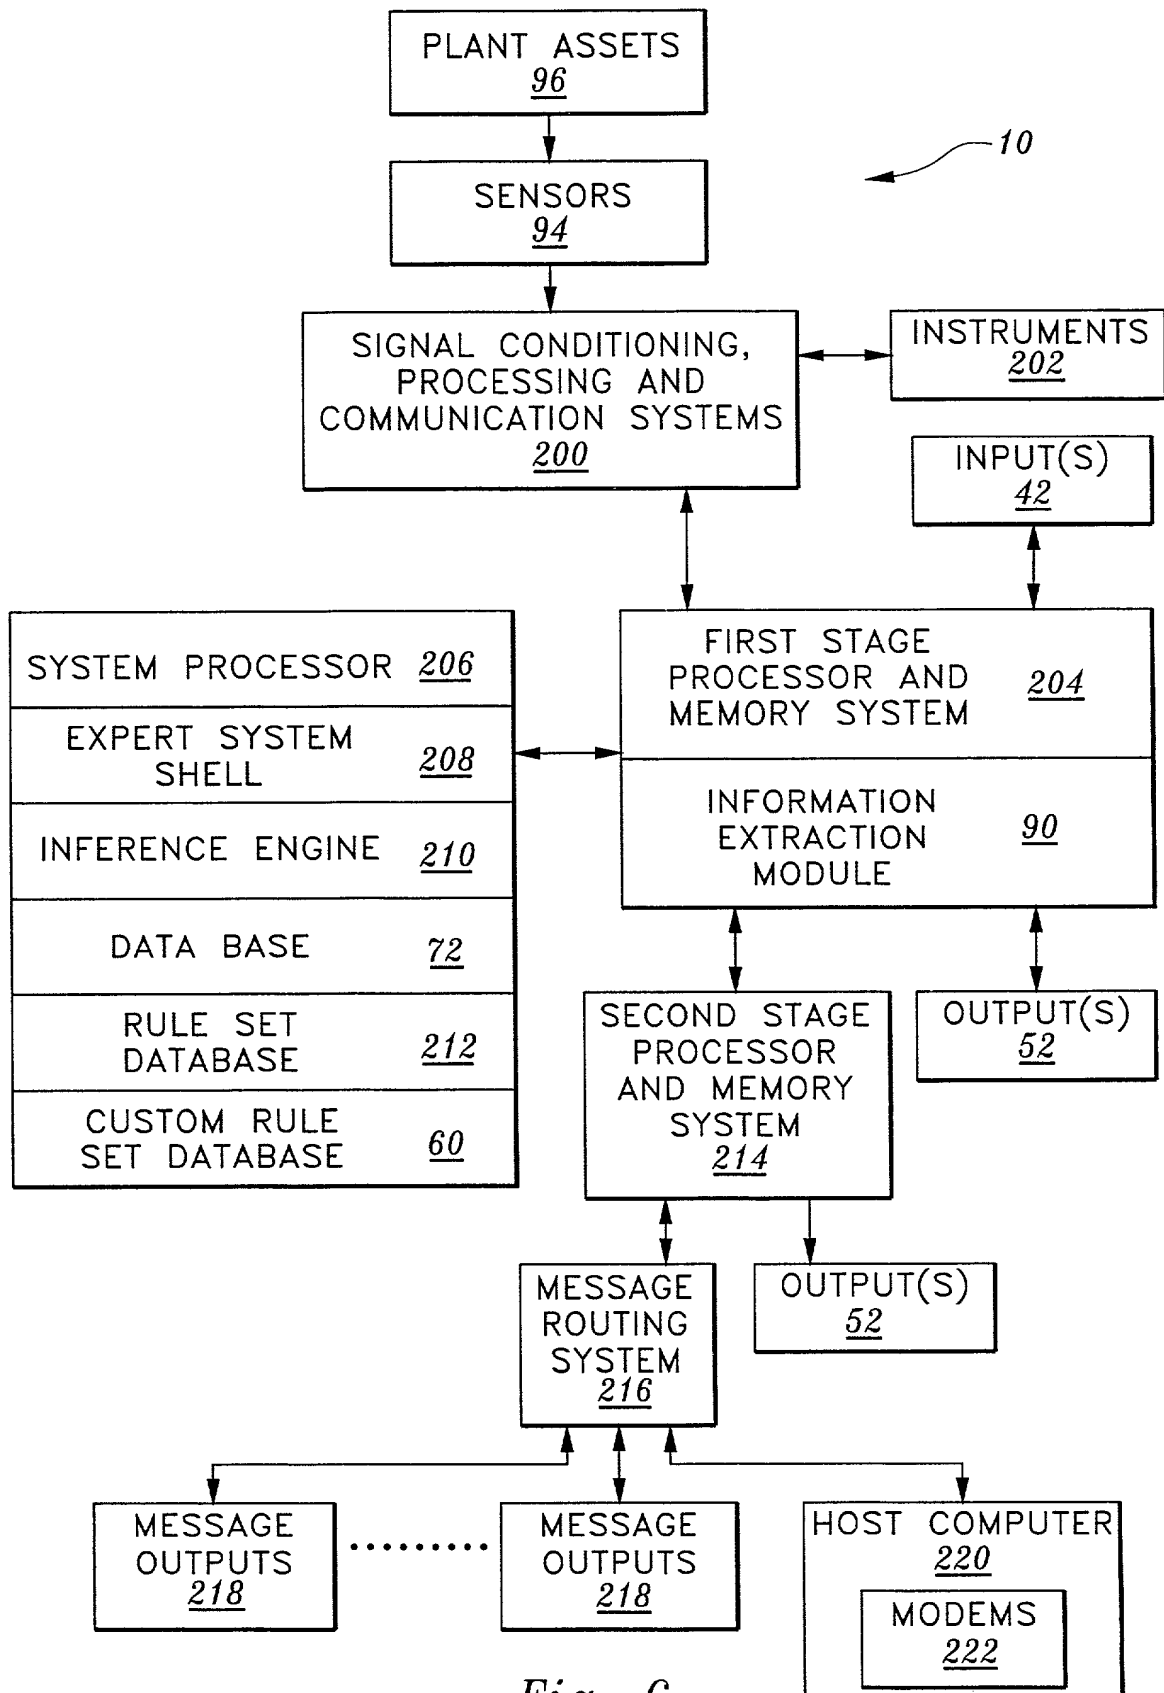 PLANT ASSETS
96
10
SENSORS
94
SIGNAL CONDITIONING,
PROCESSING AND
COMMUNICATION SYSTEMS
200
INSTRUMENTS
202
INPUT(S)
42
SYSTEM PROCESSOR 206
EXPERT SYSTEM
SHELL 208
INFERENCE ENGINE 210
DATA BASE 72
RULE SET
DATABASE 212
CUSTOM RULE
SET DATABASE 60
FIRST STAGE
PROCESSOR AND 204
MEMORY SYSTEM
INFORMATION
EXTRACTION 90
MODULE
SECOND STAGE
PROCESSOR
AND MEMORY
SYSTEM
214
OUTPUT(S)
52
MESSAGE
ROUTING
SYSTEM
216
OUTPUT(S)
52
MESSAGE
OUTPUTS
218
.........
MESSAGE
OUTPUTS
218
HOST COMPUTER
220
MODEMS
222
Fig. 6